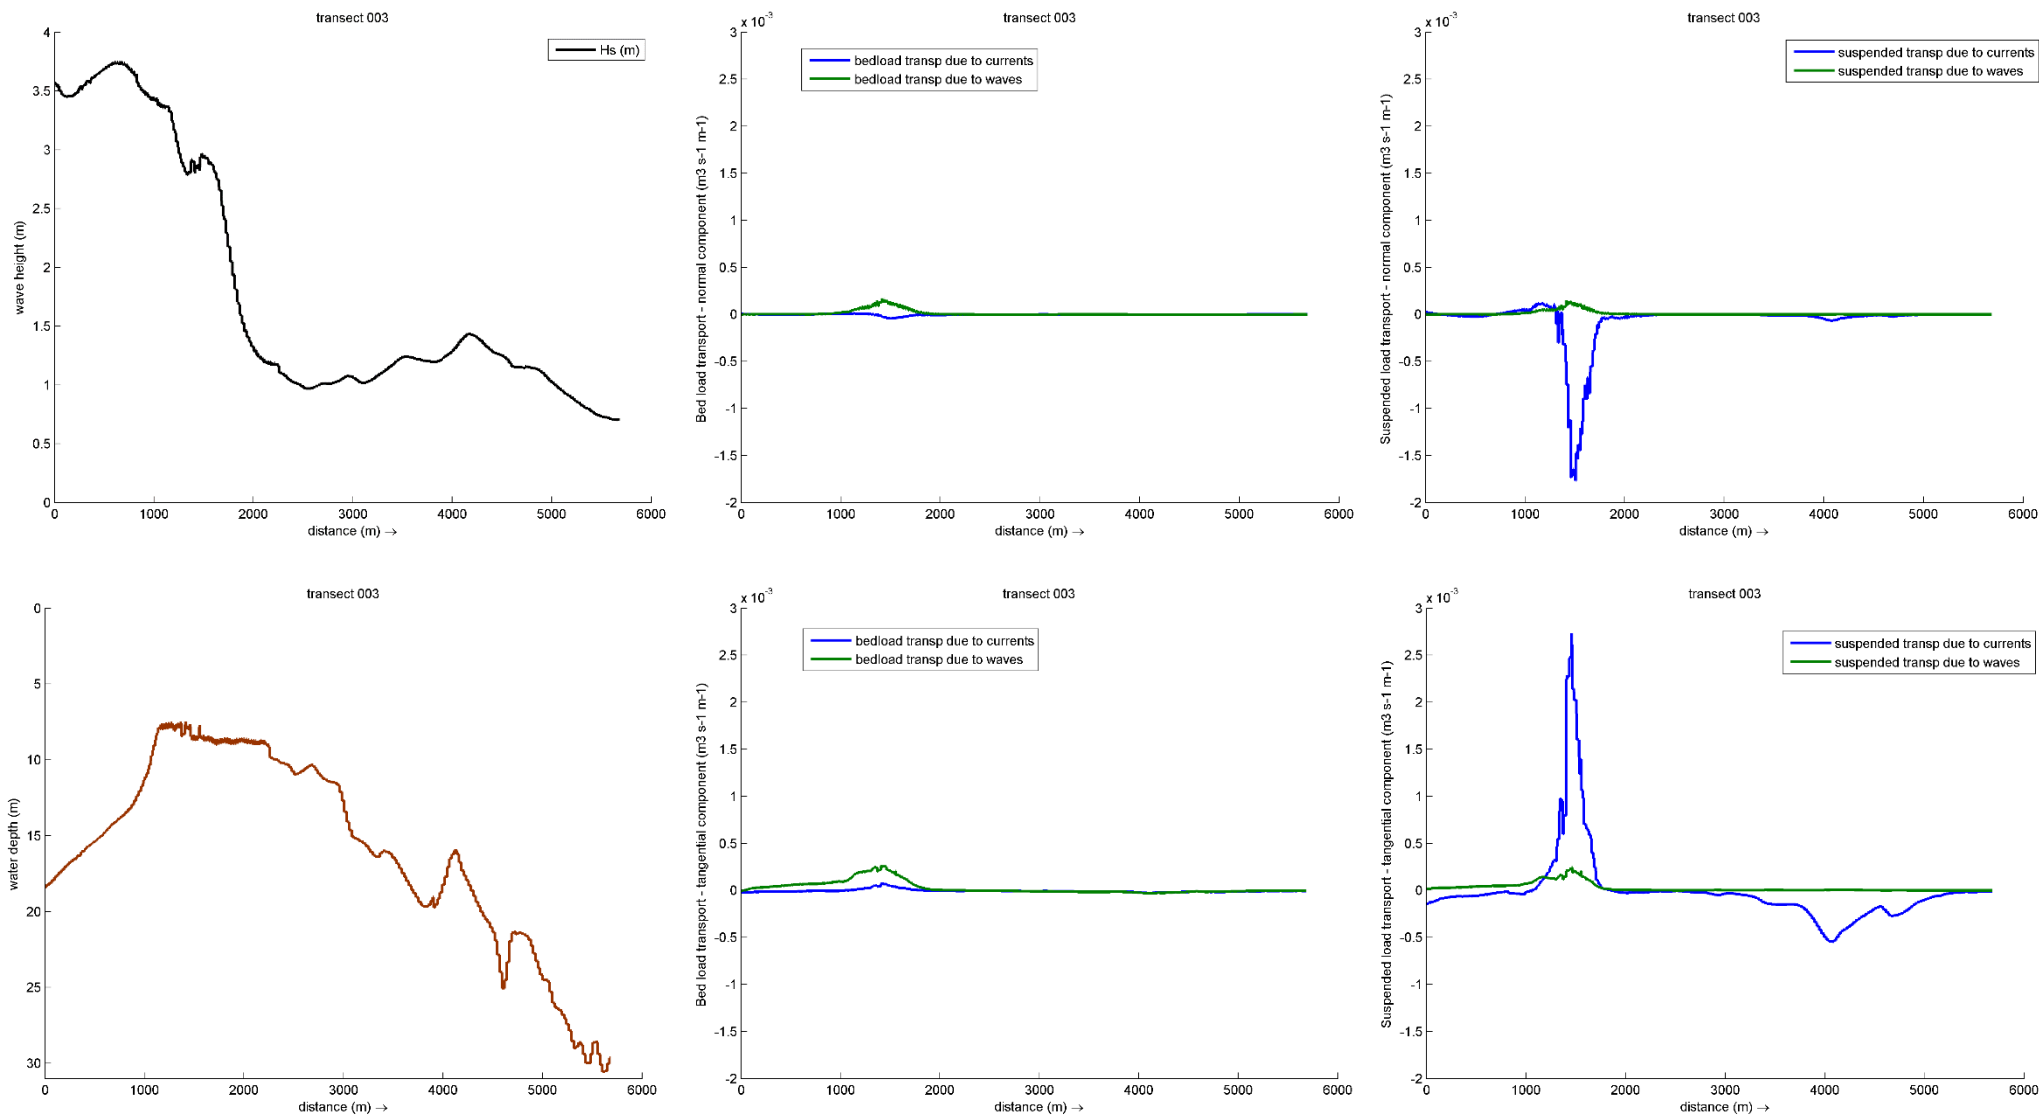 transect 003
Hs (m)
wave height (m)
4
3.5
3
2.5
2
1.5
1
0.5
0
0 1000 2000 3000 4000 5000 6000
distance (m) →
transect 003
x 10-3
bedload transp due to currents
bedload transp due to waves
Bed load transport - normal component (m3 s-1 m-1)
3
2.5
2
1.5
1
0.5
0
-0.5
-1
-1.5
-2
0 1000 2000 3000 4000 5000 6000
distance (m) →
transect 003
x 10-3
suspended transp due to currents
suspended transp due to waves
Suspended load transport - normal component (m3 s-1 m-1)
3
2.5
2
1.5
1
0.5
0
-0.5
-1
-1.5
-2
0 1000 2000 3000 4000 5000 6000
distance (m) →
transect 003
water depth (m)
0
5
10
15
20
25
30
0 1000 2000 3000 4000 5000 6000
distance (m) →
transect 003
x 10-3
bedload transp due to currents
bedload transp due to waves
Bed load transport - tangential component (m3 s-1 m-1)
3
2.5
2
1.5
1
0.5
0
-0.5
-1
-1.5
-2
0 1000 2000 3000 4000 5000 6000
distance (m) →
transect 003
x 10-3
suspended transp due to currents
suspended transp due to waves
Suspended load transport - tangential component (m3 s-1 m-1)
3
2.5
2
1.5
1
0.5
0
-0.5
-1
-1.5
-2
0 1000 2000 3000 4000 5000 6000
distance (m) →